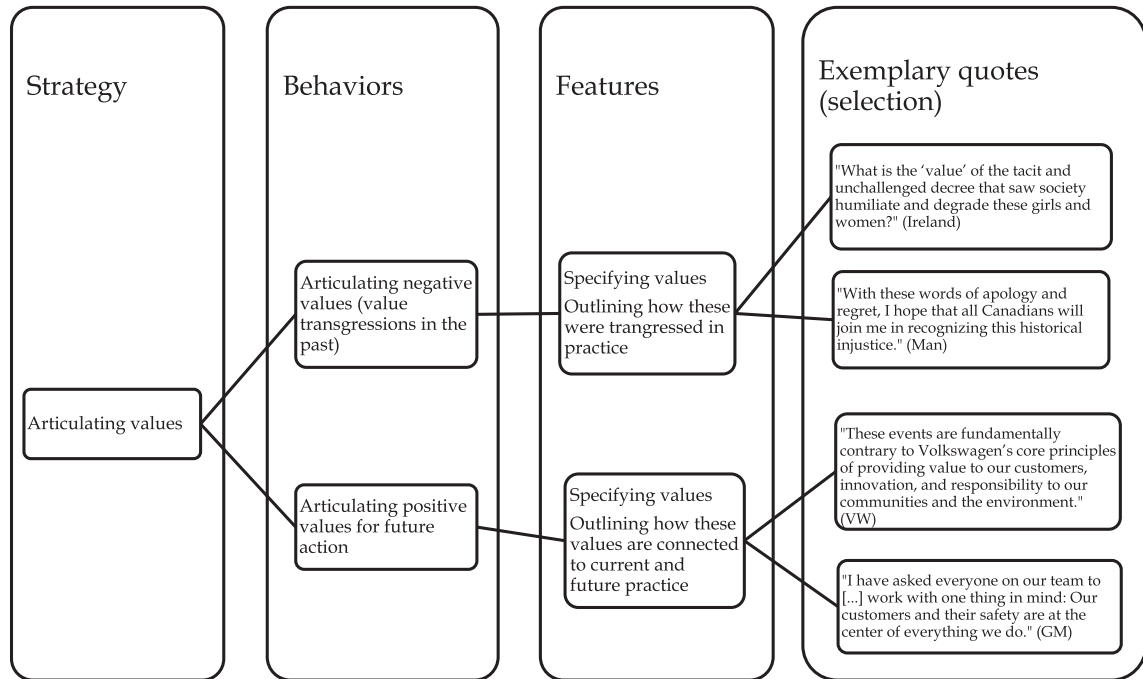 Strategy
Behaviors
Features
Exemplary quotes
(selection)
Articulating values
Articulating negative
values (value
transgressions in the
past)
Articulating positive
values for future
action
Specifying values
Outlining how these
were trangressed in
practice
Specifying values
Outlining how these
values are connected
to current and
future practice
"What is the ‘value’ of the tacit and
unchallenged decree that saw society
humiliate and degrade these girls and
women?" (Ireland)
"With these words of apology and
regret, I hope that all Canadians will
join me in recognizing this historical
injustice." (Man)
"These events are fundamentally
contrary to Volkswagen’s core principles
of providing value to our customers,
innovation, and responsibility to our
communities and the environment."
(VW)
"I have asked everyone on our team to
[...] work with one thing in mind: Our
customers and their safety are at the
center of everything we do." (GM)